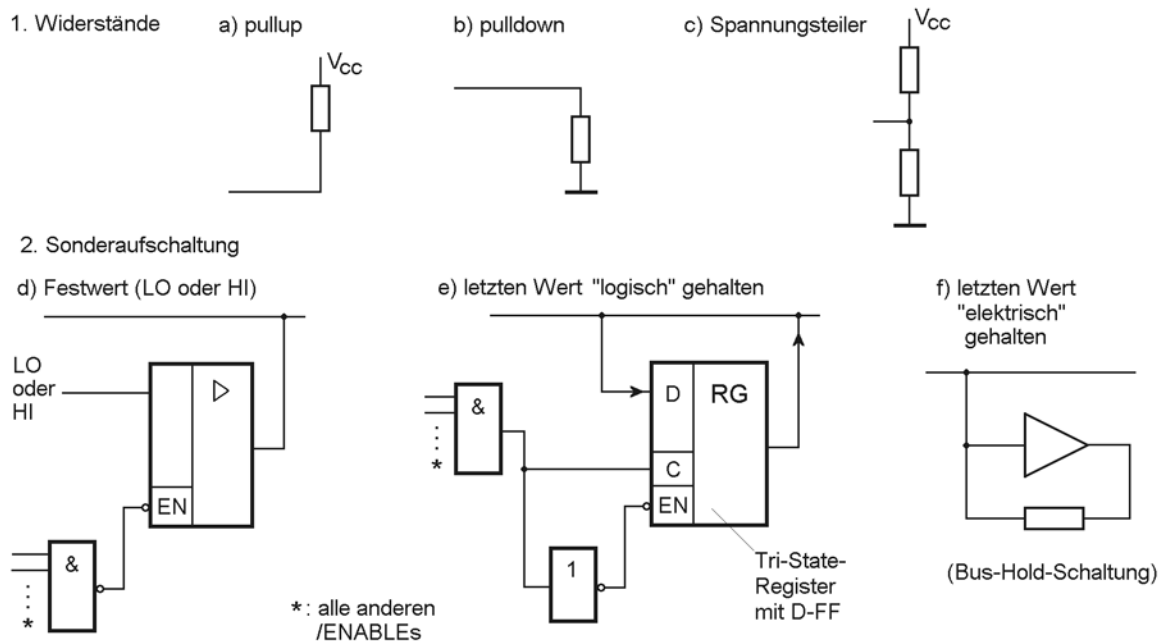 1. Widerstände
a) pullup
b) pulldown
c) Spannungsteiler
VCC
VCC
2. Sonderaufschaltung
d) Festwert (LO oder HI)
e) letzten Wert "logisch" gehalten
f) letzten Wert
"elektrisch"
gehalten
LO
oder
HI
▷
EN
&
*
&
*
D
RG
C
EN
1
Tri-State-
Register
mit D-FF
(Bus-Hold-Schaltung)
*: alle anderen
/ENABLEs